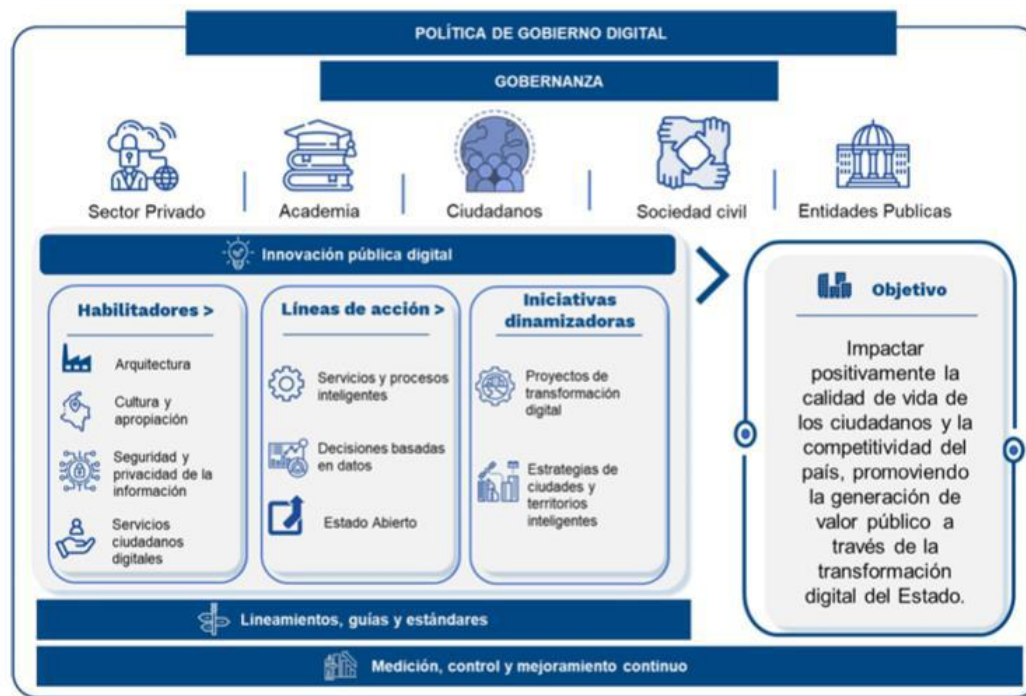 POLÍTICA DE GOBIERNO DIGITAL
GOBERNANZA
Sector Privado
Academia
Ciudadanos
Sociedad civil
Entidades Publicas
Innovación pública digital
Habilitadores >
Arquitectura
Cultura y
apropiación
Seguridad y
privacidad de la
información
Servicios
ciudadanos
digitales
Líneas de acción >
Servicios y procesos
inteligentes
Decisiones basadas
en datos
Estado Abierto
Iniciativas
dinamizadoras
Proyectos de
transformación
digital
Estrategias de
ciudades y
territorios
inteligentes
Objetivo
Impactar
positivamente la
calidad de vida de
los ciudadanos y la
competitividad del
país, promoviendo
la generación de
valor público a
través de la
transformación
digital del Estado.
Lineamientos, guías y estándares
Medición, control y mejoramiento continuo